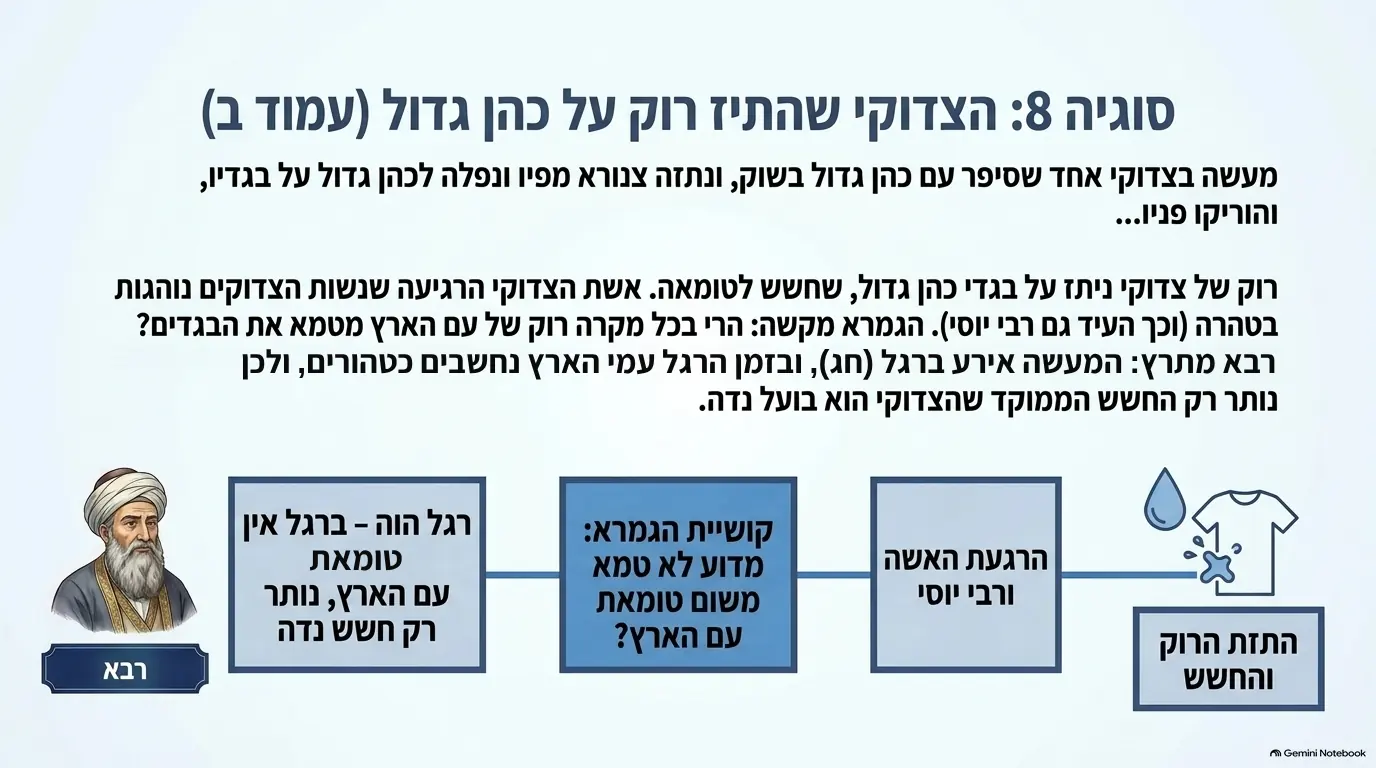 סוגיה 8: הצדוקי שהתיז רוק על כהן גדול (עמוד ב)
מעשה בצדוקי אחד שסיפר עם כהן גדול בשוק, ונתזה צנורא מפיו ונפלה לכהן גדול על בגדיו,
והוריקו פניו...
רוק של צדוקי ניתז על בגדי כהן גדול, שחשש לטומאה. אשת הצדוקי הרגיעה שנשות הצדוקים נוהגות
בטהרה (וכך העיד גם רבי יוסי). הגמרא מקשה: הרי בכל מקרה רוק של עם הארץ מטמא את הבגדים?
רבא מתרץ: המעשה אירע ברגל (חג), ובזמן הרגל עמי הארץ נחשבים כטהורים, ולכן
נותר רק החשש הממוקד שהצדוקי הוא בועל נדה.
התזת הרוק
והחשש
הרגעת האשה
ורבי יוסי
קושיית הגמרא:
מדוע לא טמא
משום טומאת
עם הארץ?
רגל הוה – ברגל אין
טומאת
עם הארץ, נותר
רק חשש נדה
רבא
Gemini Notebook